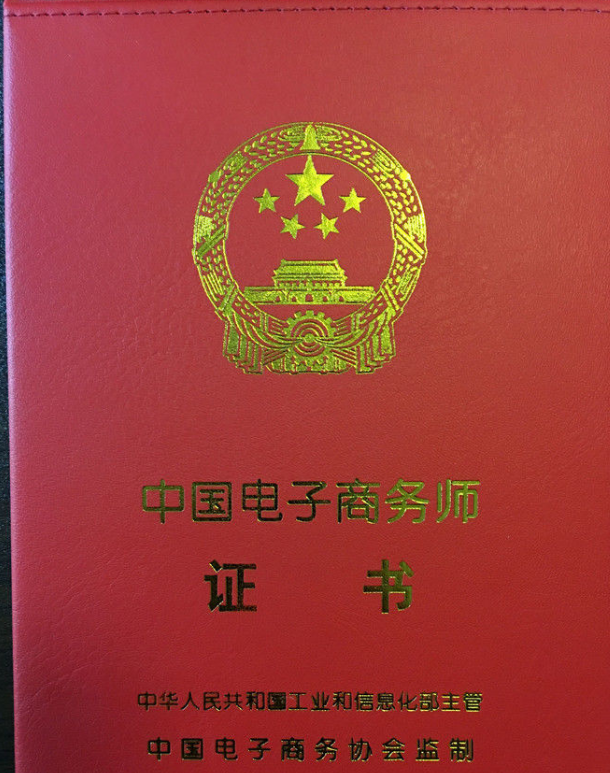 中国电子商务师
证 书
中华人民共和国工业和信息化部主管
中国电子商务协会监制